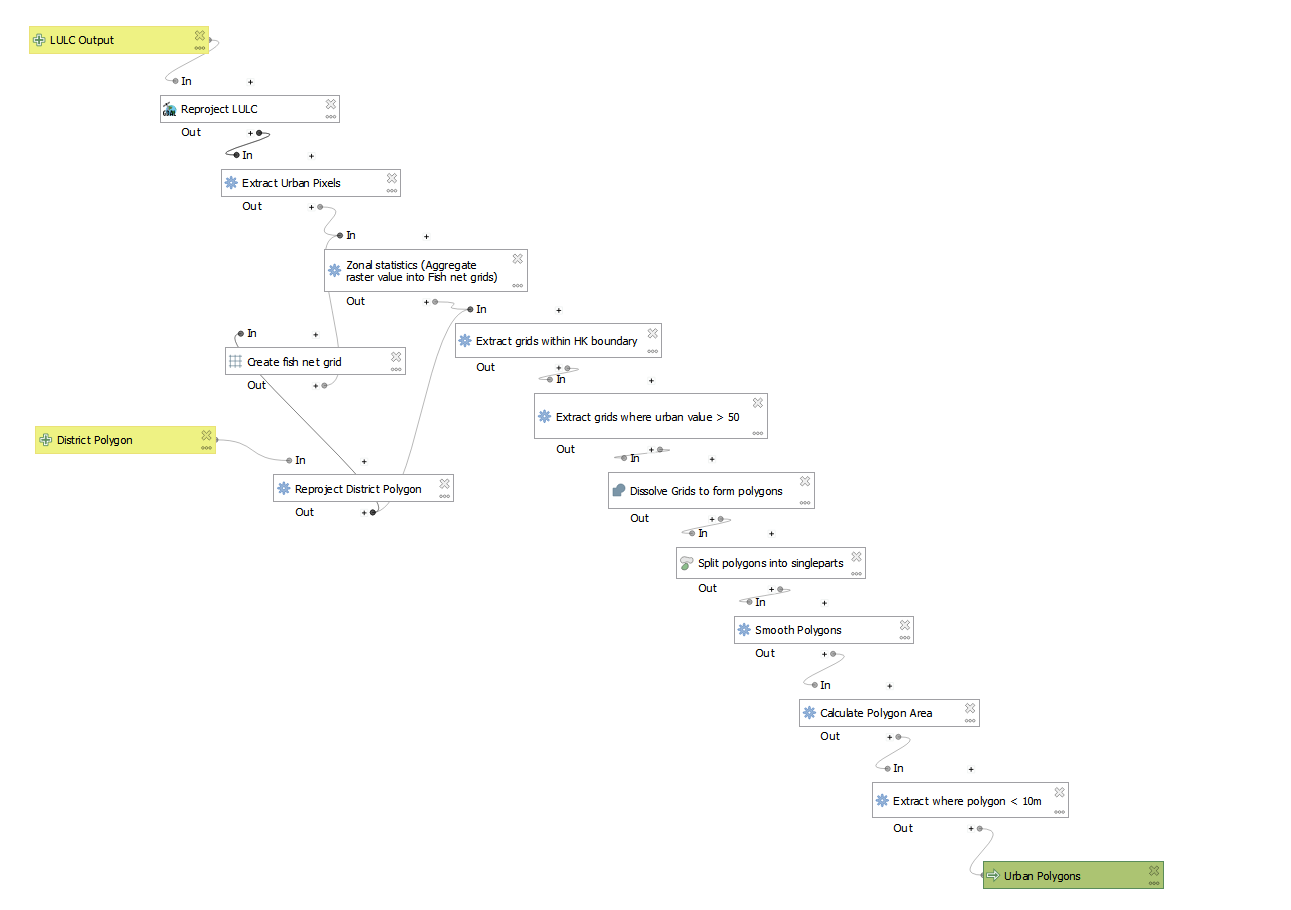 LULC Output
In
Reproject LULC
Out
In
Extract Urban Pixels
Out
In
Zonal statistics (Aggregate
raster value into Fish net grids)
Out
In
Extract grids within HK boundary
Out
In
Create fish net grid
Out
In
Extract grids where urban value > 50
Out
District Polygon
In
Reproject District Polygon
Out
In
Dissolve Grids to form polygons
Out
In
Split polygons into singleparts
Out
In
Smooth Polygons
Out
In
Calculate Polygon Area
Out
In
Extract where polygon < 10m
Out
Urban Polygons